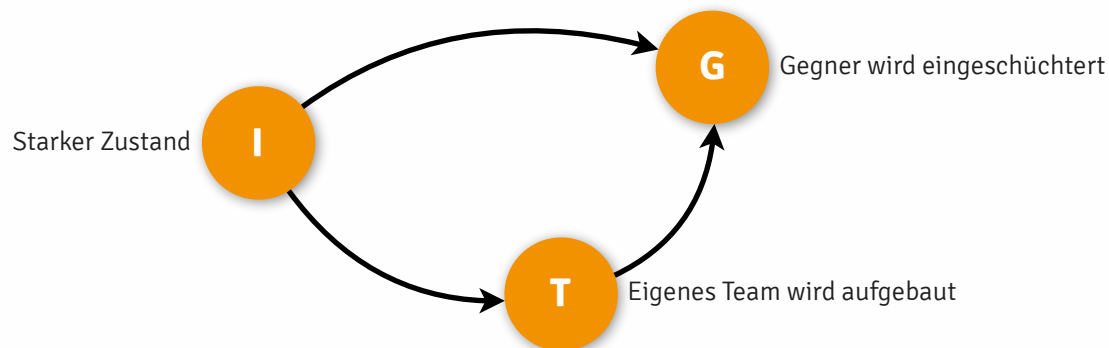 G
Gegner wird eingeschüchtert
Starker Zustand
I
T
Eigenes Team wird aufgebaut